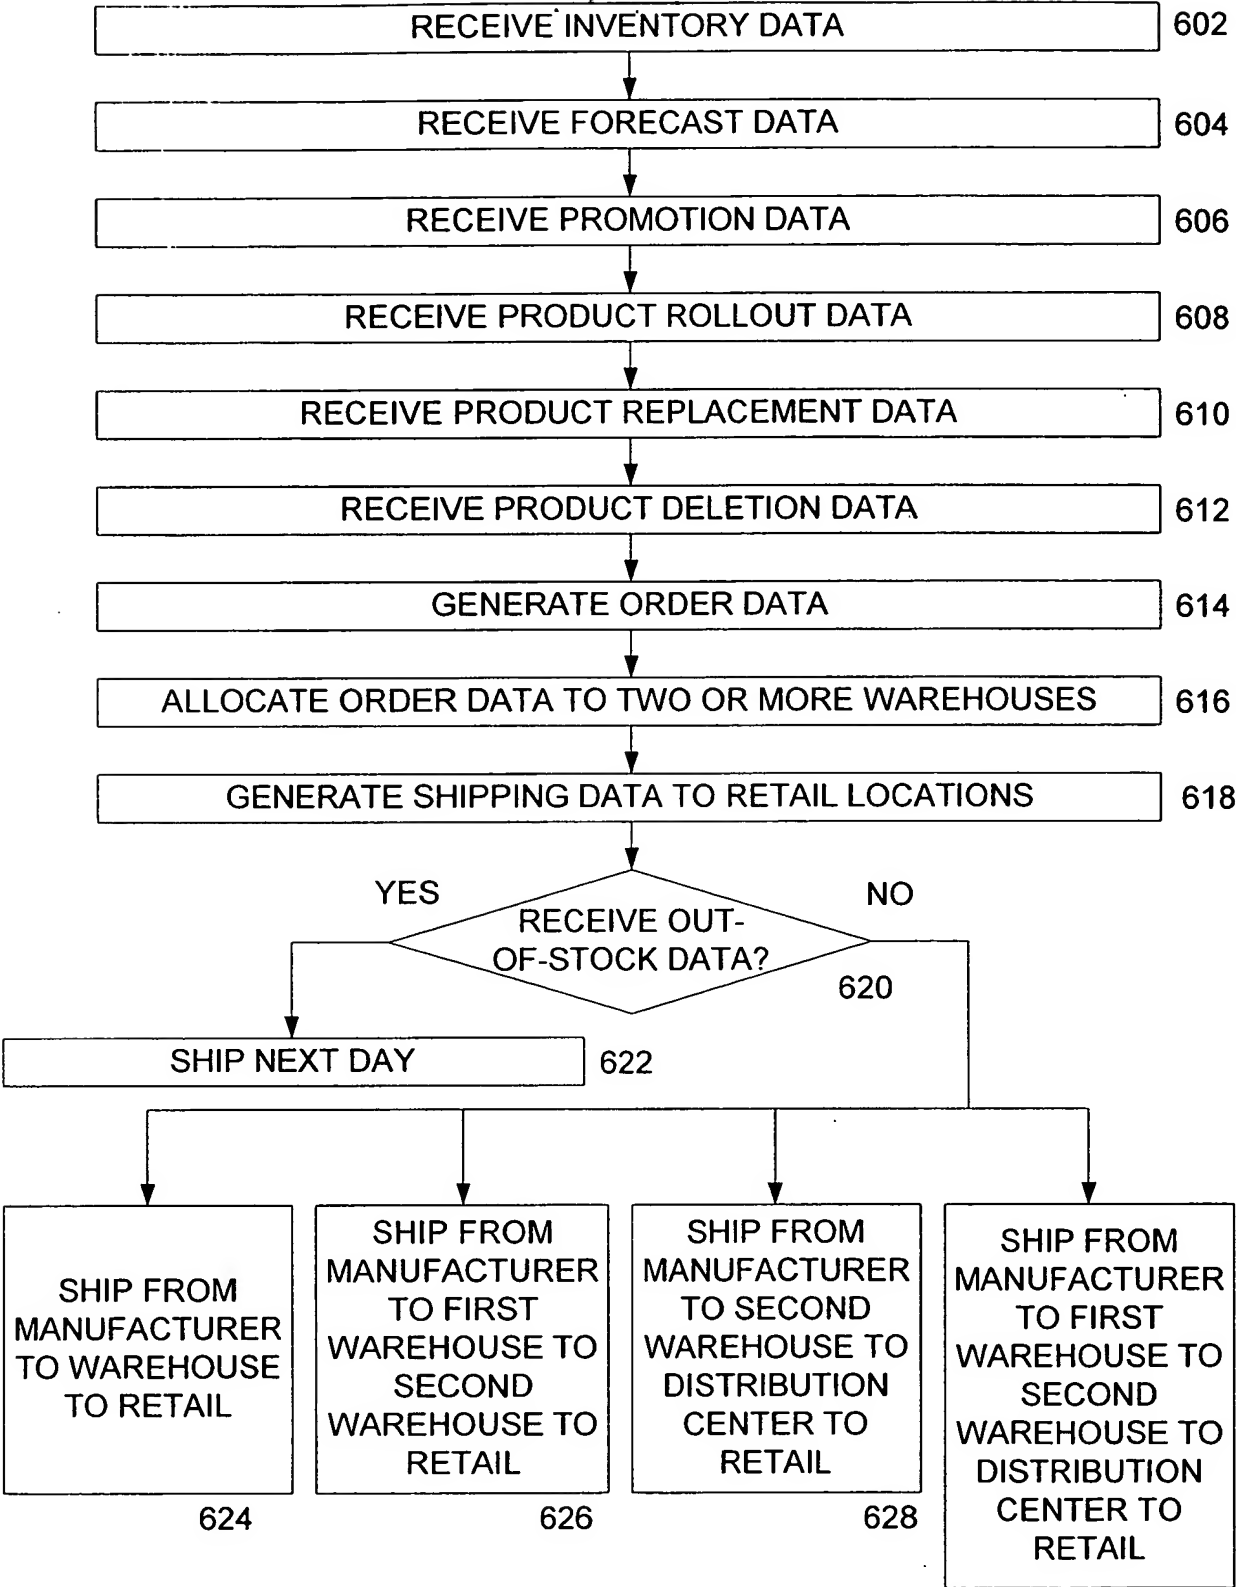 RECEIVE INVENTORY DATA
602
RECEIVE FORECAST DATA
604
RECEIVE PROMOTION DATA
606
RECEIVE PRODUCT ROLLOUT DATA
608
RECEIVE PRODUCT REPLACEMENT DATA
610
RECEIVE PRODUCT DELETION DATA
612
GENERATE ORDER DATA
614
ALLOCATE ORDER DATA TO TWO OR MORE WAREHOUSES
616
GENERATE SHIPPING DATA TO RETAIL LOCATIONS
618
YES
NO
RECEIVE OUT-
OF-STOCK DATA?
620
SHIP NEXT DAY
622
SHIP FROM
MANUFACTURER
TO WAREHOUSE
TO RETAIL
624
SHIP FROM
MANUFACTURER
TO FIRST
WAREHOUSE TO
SECOND
WAREHOUSE TO
RETAIL
626
SHIP FROM
MANUFACTURER
TO SECOND
WAREHOUSE TO
DISTRIBUTION
CENTER TO
RETAIL
628
SHIP FROM
MANUFACTURER
TO FIRST
WAREHOUSE TO
SECOND
WAREHOUSE TO
DISTRIBUTION
CENTER TO
RETAIL